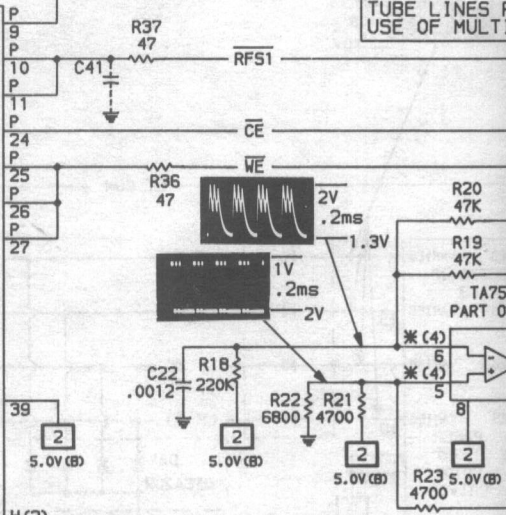 P
9
P
10
P
11
P
24
P
25
P
26
P
27
39
R37
47
C41
RFS1
CE
WE
R36
47
TUBE LINES
USE OF MULT
2V
.2ms
1.3V
1V
.2ms
2V
R20
47K
R19
47K
TA75
PART O
* (4)
6
* (4)
5
-
+
8
C22
.0012
R18
220K
R22
6800
R21
4700
2
5.0V(B)
2
5.0V(B)
2
5.0V(B)
2
5.0V(B)
R23
4700